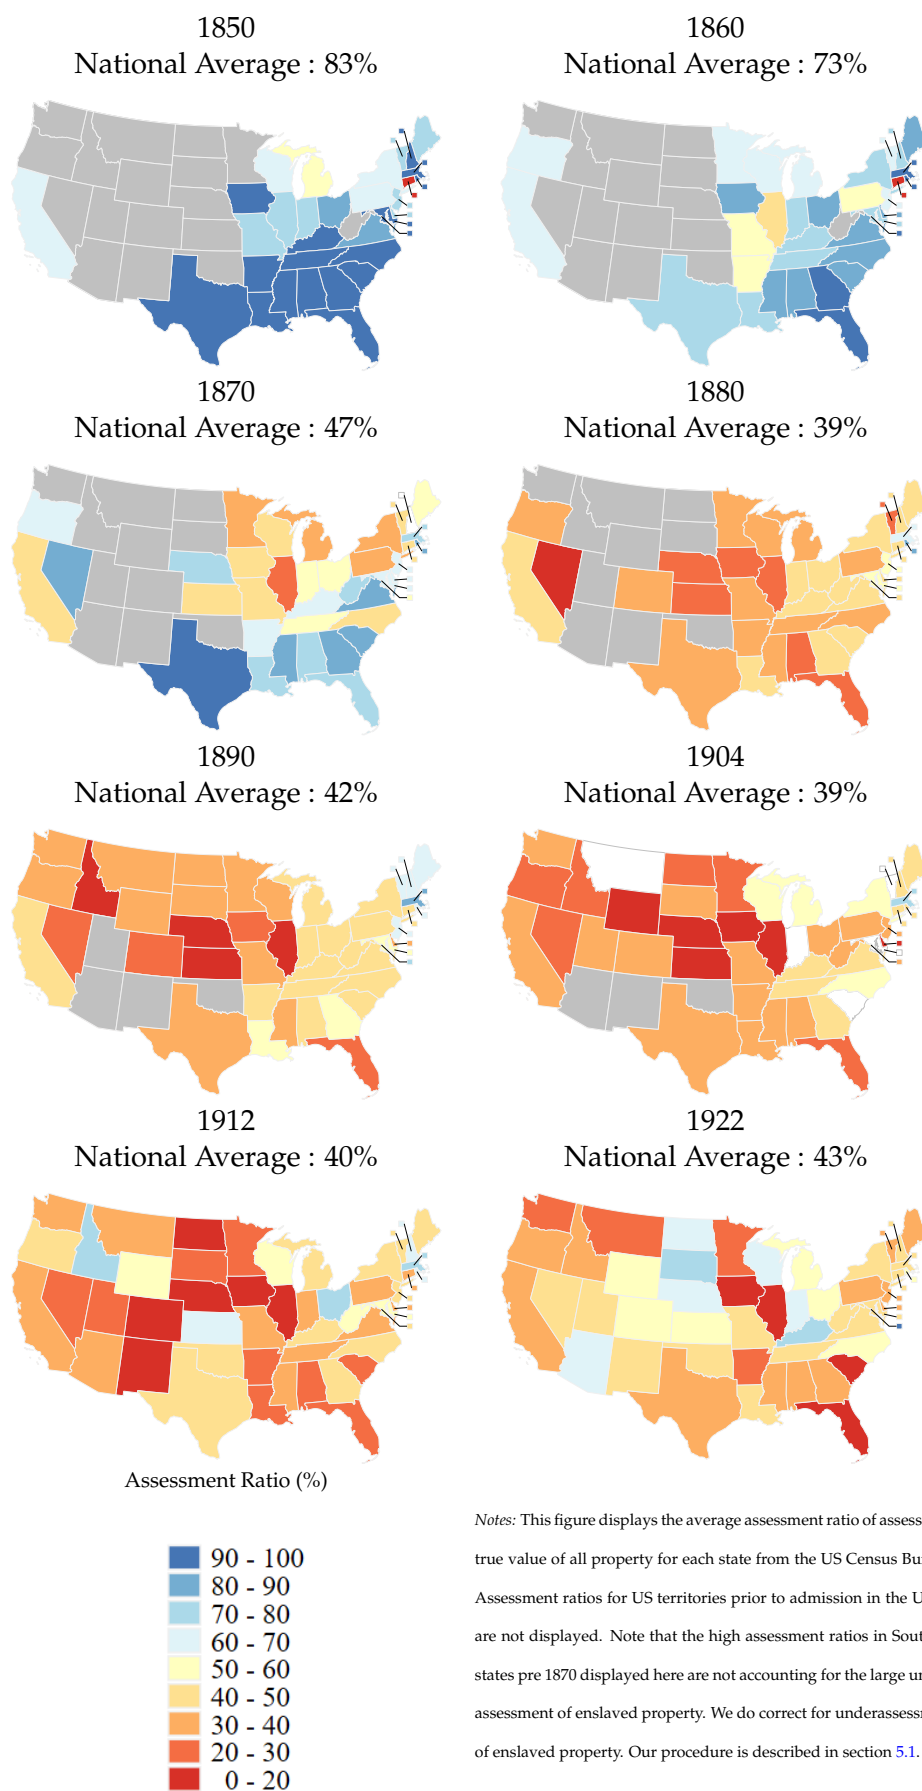 1850
National Average : 83%
1860
National Average : 73%
1870
National Average : 47%
1880
National Average : 39%
1890
National Average : 42%
1904
National Average : 39%
1912
National Average : 40%
1922
National Average : 43%
Assessment Ratio (%)
90 - 100
80 - 90
70 - 80
60 - 70
50 - 60
40 - 50
30 - 40
20 - 30
0 - 20
Notes: This figure displays the average assessment ratio of
true value of all property for each state from the US Census
Assessment ratios for US territories prior to admission in the
are not displayed. Note that the high assessment ratios in
states pre 1870 displayed here are not accounting for the large
assessment of enslaved property. We do correct for
of enslaved property. Our procedure is described in section 5.1.